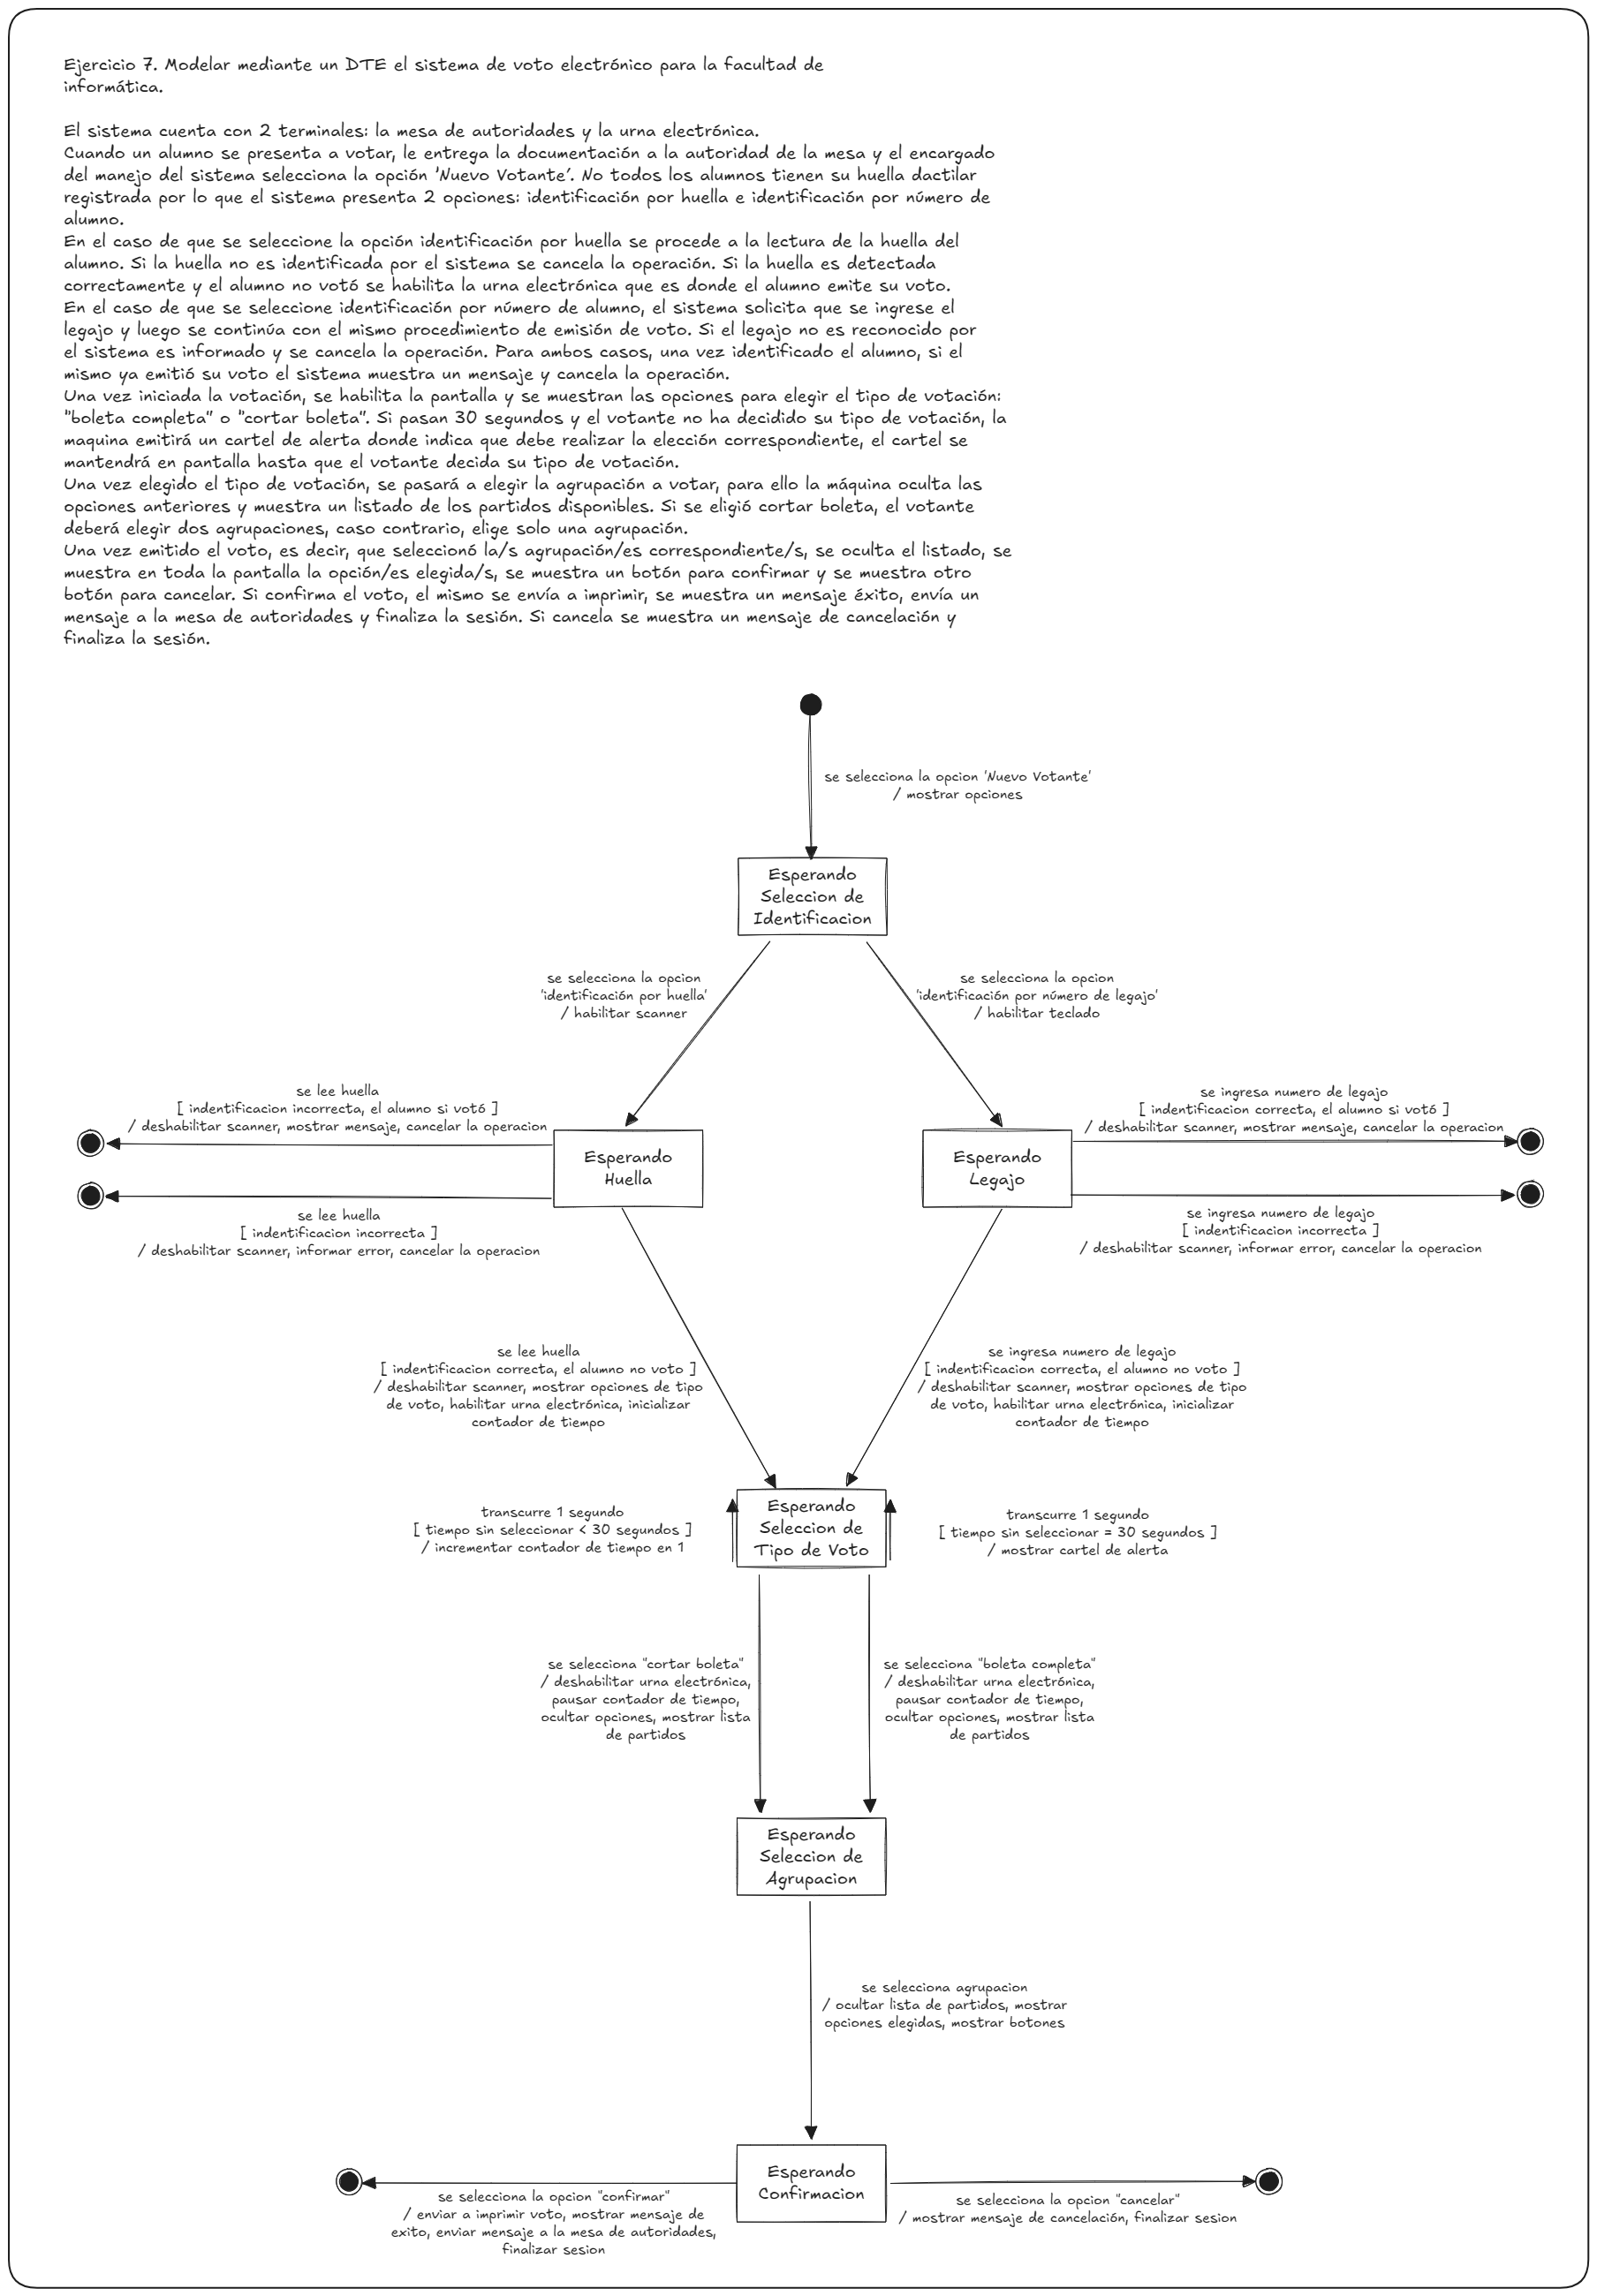 Ejercicio 7. Modelar mediante un DTE el sistema de voto electrónico para la facultad de
informática.
El sistema cuenta con 2 terminales: la mesa de autoridades y la urna electrónica.
Cuando un alumno se presenta a votar, le entrega la documentación a la autoridad de la mesa y el encargado
del manejo del sistema selecciona la opción 'Nuevo Votante'. No todos los alumnos tienen su huella dactilar
registrada por lo que el sistema presenta 2 opciones: identificación por huella e identificación por número de
alumno.
En el caso de que se seleccione la opción identificación por huella se procede a la lectura de la huella del
alumno. Si la huella no es identificada por el sistema se cancela la operación. Si la huella es detectada
correctamente y el alumno no votó se habilita la urna electrónica que es donde el alumno emite su voto.
En el caso de que se seleccione identificación por número de alumno, el sistema solicita que se ingrese el
legajo y luego se continúa con el mismo procedimiento de emisión de voto. Si el legajo no es reconocido por
el sistema es informado y se cancela la operación. Para ambos casos, una vez identificado el alumno, si el
mismo ya emitió su voto el sistema muestra un mensaje y cancela la operación.
Una vez iniciada la votación, se habilita la pantalla y se muestran las opciones para elegir el tipo de votación:
"boleta completa" o "cortar boleta". Si pasan 30 segundos y el votante no ha decidido su tipo de votación, la
maquina emitirá un cartel de alerta donde indica que debe realizar la elección correspondiente, el cartel se
mantendrá en pantalla hasta que el votante decida su tipo de votación.
Una vez elegido el tipo de votación, se pasará a elegir la agrupación a votar, para ello la máquina oculta las
opciones anteriores y muestra un listado de los partidos disponibles. Si se eligió cortar boleta, el votante
deberá elegir dos agrupaciones, caso contrario, elige solo una agrupación.
Una vez emitido el voto, es decir, que seleccionó la/s agrupación/es correspondiente/s, se oculta el listado, se
muestra en toda la pantalla la opción/es elegida/s, se muestra un botón para confirmar y se muestra otro
botón para cancelar. Si confirma el voto, el mismo se envía a imprimir, se muestra un mensaje éxito, envía un
mensaje a la mesa de autoridades y finaliza la sesión. Si cancela se muestra un mensaje de cancelación y
finaliza la sesión.
se selecciona la opcion 'Nuevo Votante'
/ mostrar opciones
Esperando
Seleccion de
Identificacion
se selecciona la opcion
'identificación por huella'
/ habilitar scanner
se selecciona la opcion
'identificación por número de legajo'
/ habilitar teclado
se lee huella
[ indentificacion incorrecta, el alumno si votó ]
/ deshabilitar scanner, mostrar mensaje, cancelar la operacion
se ingresa numero de legajo
[ indentificacion correcta, el alumno si votó ]
/ deshabilitar scanner, mostrar mensaje, cancelar la operacion
Esperando
Huella
Esperando
Legajo
se lee huella
[ indentificacion incorrecta ]
/ deshabilitar scanner, informar error, cancelar la operacion
se ingresa numero de legajo
[ indentificacion incorrecta ]
/ deshabilitar scanner, informar error, cancelar la operacion
se lee huella
[ indentificacion correcta, el alumno no voto ]
/ deshabilitar scanner, mostrar opciones de tipo
de voto, habilitar urna electrónica, inicializar
contador de tiempo
se ingresa numero de legajo
[ indentificacion correcta, el alumno no voto ]
/ deshabilitar scanner, mostrar opciones de tipo
de voto, habilitar urna electrónica, inicializar
contador de tiempo
transcurre 1 segundo
[ tiempo sin seleccionar < 30 segundos ]
/ incrementar contador de tiempo en 1
Esperando
Seleccion de
Tipo de Voto
transcurre 1 segundo
[ tiempo sin seleccionar = 30 segundos ]
/ mostrar cartel de alerta
se selecciona "cortar boleta"
/ deshabilitar urna electrónica,
pausar contador de tiempo,
ocultar opciones, mostrar lista
de partidos
se selecciona "boleta completa"
/ deshabilitar urna electrónica,
pausar contador de tiempo,
ocultar opciones, mostrar lista
de partidos
Esperando
Seleccion de
Agrupacion
se selecciona agrupacion
/ ocultar lista de partidos, mostrar
opciones elegidas, mostrar botones
Esperando
Confirmacion
se selecciona la opcion "confirmar"
/ enviar a imprimir voto, mostrar mensaje de
exito, enviar mensaje a la mesa de autoridades,
finalizar sesion
se selecciona la opcion "cancelar"
/ mostrar mensaje de cancelación, finalizar sesion